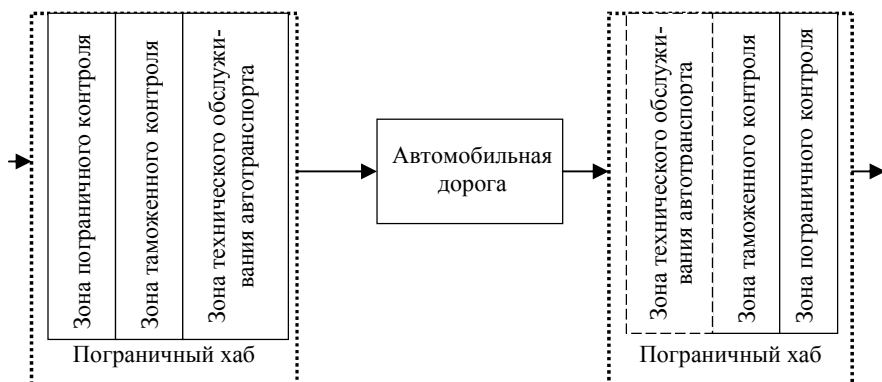 Зона пограничного контроля
Зона таможенного контроля
Зона технического обслужи-
вания автотранспорта
Пограничный хаб
Автомобильная
дорога
Зона технического обслужи-
вания автотранспорта
Зона таможенного контроля
Зона пограничного контроля
Пограничный хаб